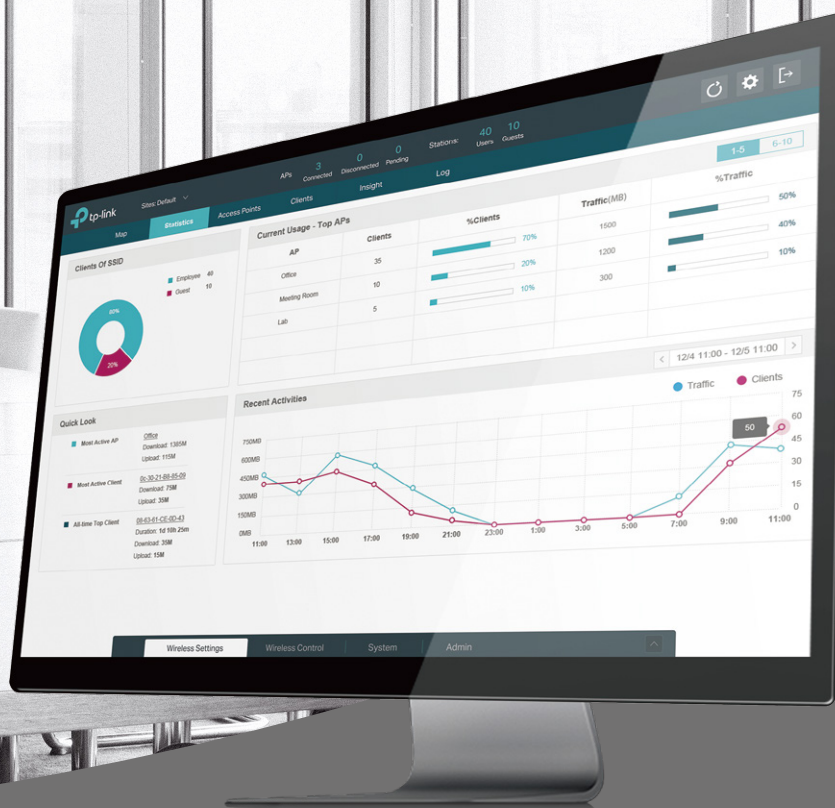 tp-link
Sites: Default
APs
3
Connected
0
Disconnected
0
Pending
Stations:
40
Users
10
Guests
Map
Statistics
Access Points
Clients
Insight
Log
Clients Of SSID
Employee 40
Guest 10
80%
20%
Current Usage - Top APs
1-5
6-10
AP Clients %Clients Traffic(MB) %Traffic
Office 35 70% 1500 50%
Meeting Room 10 20% 1200 40%
Lab 5 10% 300 10%
Quick Look
Most Active AP
Office
Download: 1385M
Upload: 115M
Most Active Client
Download: 75M
Upload: 35M
All-time Top Client
08-63-61-CE-0D-43
Duration: 1d 10h 25m
Download: 35M
Upload: 15M
Recent Activities
< 12/4 11:00 - 12/5 11:00 >
Traffic
Clients
750MB
600MB
450MB
300MB
150MB
0MB
50
75
60
45
30
15
0
11:00 13:00 15:00 17:00 19:00 21:00 23:00 1:00 3:00 5:00 7:00 9:00 11:00
Wireless Settings
Wireless Control
System
Admin